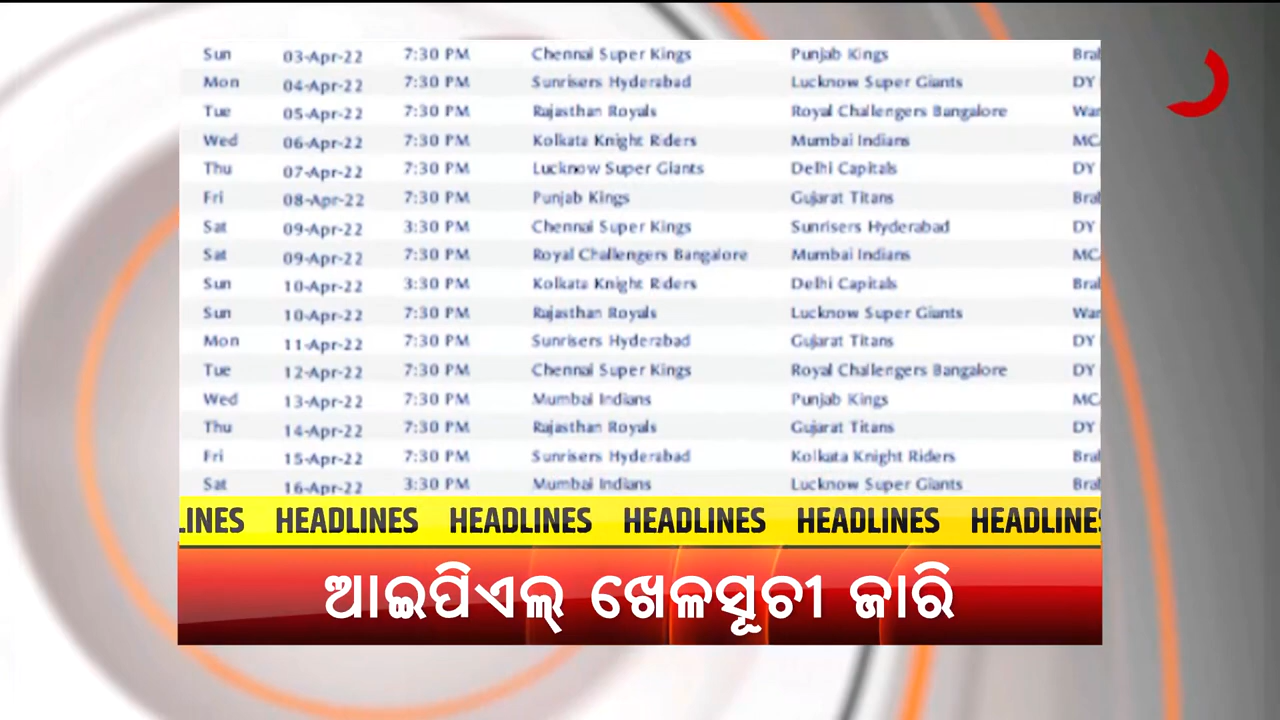 Sun 03-Apr-22 7:30 PM Chennai Super Kings Punjab Kings
Mon 04-Apr-22 7:30 PM Sunrisers Hyderabad Lucknow Super Giants DY
Tue 05-Apr-22 7:30 PM Rajasthan Royals Royal Challengers Bangalore
Wed 06-Apr-22 7:30 PM Kolkata Knight Riders Mumbai Indians
Thu 07-Apr-22 7:30 PM Lucknow Super Giants Delhi Capitals DY
Fri 08-Apr-22 7:30 PM Punjab Kings Gujarat Titans
Sat 09-Apr-22 3:30 PM Chennai Super Kings Sunrisers Hyderabad DY
Sat 09-Apr-22 7:30 PM Royal Challengers Bangalore Mumbai Indians
Sun 10-Apr-22 3:30 PM Kolkata Knight Riders Delhi Capitals
Sun 10-Apr-22 7:30 PM Rajasthan Royals Lucknow Super Giants
Mon 11-Apr-22 7:30 PM Sunrisers Hyderabad Gujarat Titans DY
Tue 12-Apr-22 7:30 PM Chennai Super Kings Royal Challengers Bangalore DY
Wed 13-Apr-22 7:30 PM Mumbai Indians Punjab Kings
Thu 14-Apr-22 7:30 PM Rajasthan Royals Gujarat Titans DY
Fri 15-Apr-22 7:30 PM Sunrisers Hyderabad Kolkata Knight Riders
Sat 16-Apr-22 3:30 PM Mumbai Indians Lucknow Super Giants
LINES HEADLINES HEADLINES HEADLINES HEADLINES HEADLINES
ଆଇପିଏଲ୍ ଖେଳସୂଚୀ ଜାରି